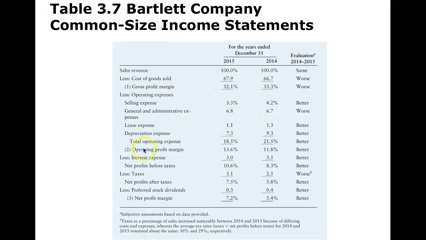 Table 3.7 Bartlett Company
Common-Size Income Statements
For the years ended
December 31
Evaluationᵃ
2015 2014 2014–2015
Sales revenue 100.0% 100.0% Same
Less: Cost of goods sold 67.9 66.7 Worse
(1) Gross profit margin 32.1% 33.3% Worse
Less: Operating expenses
Selling expense 3.3% 4.2% Better
General and administrative ex-
penses 6.8 6.7 Worse
Lease expense 1.1 1.3 Better
Depreciation expense 7.3 9.3 Better
Total operating expense 18.5% 21.5% Better
(2) Operating profit margin 13.6% 11.8% Better
Less: Interest expense 3.0 3.5 Better
Net profits before taxes 10.6% 8.3% Better
Less: Taxes 3.1 2.5 Worseᵇ
Net profits after taxes 7.5% 5.8% Better
Less: Preferred stock dividends 0.3 0.4 Better
(3) Net profit margin 7.2% 5.4% Better
ᵃSubjective assessments based on data provided.
ᵇTaxes as a percentage of sales increased noticeably between 2014 and 2015 because of differing
costs and expenses, whereas the average tax rates (taxes ÷ net profits before taxes) for 2014 and
2015 remained about the same: 30% and 29%, respectively.